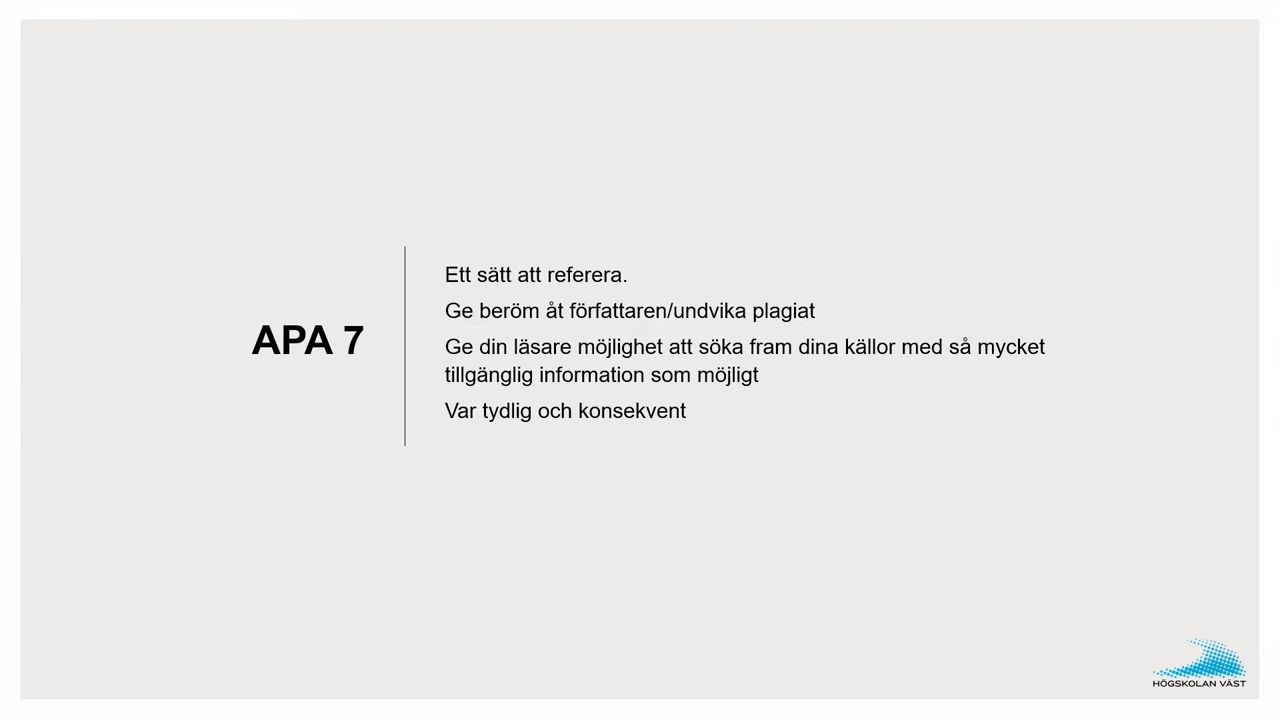 APA 7
Ett sätt att referera.
Ge beröm åt författaren/undvika plagiat
Ge din läsare möjlighet att söka fram dina källor med så mycket
tillgänglig information som möjligt
Var tydlig och konsekvent
HÖGSKOLAN VÄST